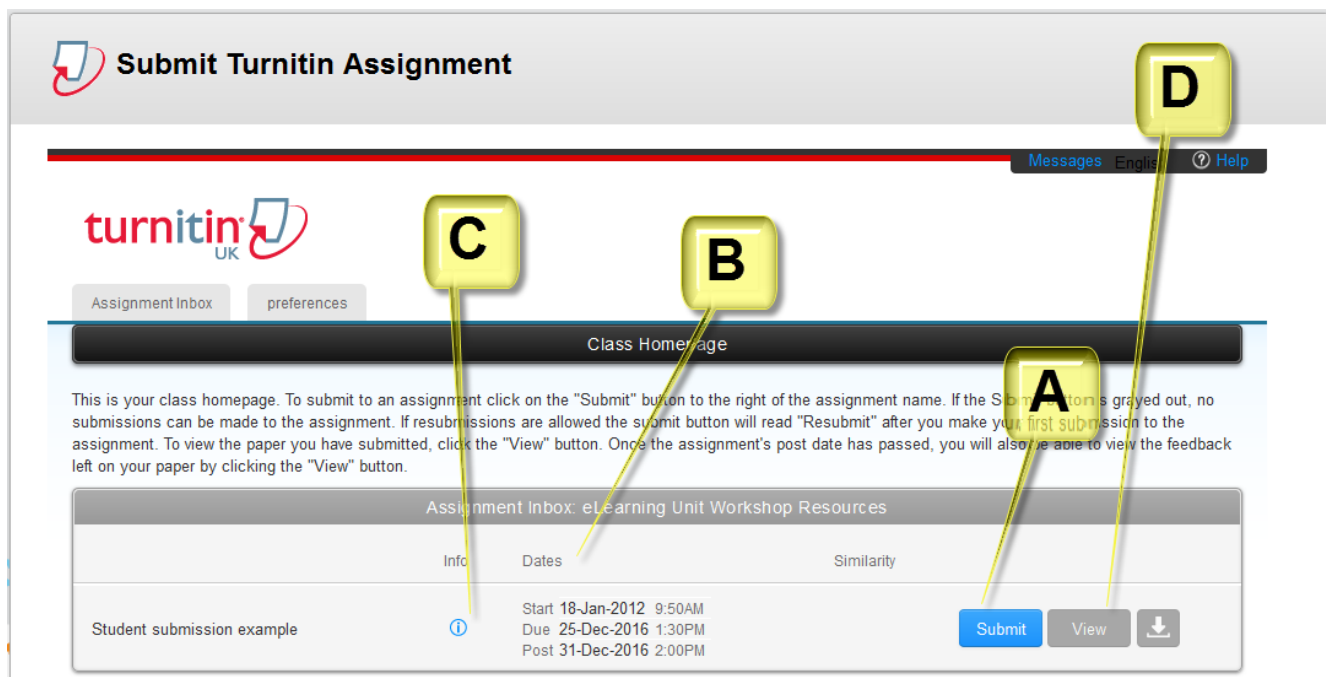 Submit Turnitin Assignment
D
Messages English Help
turnitin
UK
C
B
Assignment Inbox preferences
Class Homepage
A
This is your class homepage. To submit to an assignment click on the "Submit" button to the right of the assignment name. If the Submit button is grayed out, no
submissions can be made to the assignment. If resubmissions are allowed the submit button will read "Resubmit" after you make your first submission to the
assignment. To view the paper you have submitted, click the "View" button. Once the assignment's post date has passed, you will also be able to view the feedback
left on your paper by clicking the "View" button.
Assignment Inbox: eLearning Unit Workshop Resources
Info Dates Similarity
Start 18-Jan-2012 9:50AM
Student submission example Due 25-Dec-2016 1:30PM Submit View
Post 31-Dec-2016 2:00PM